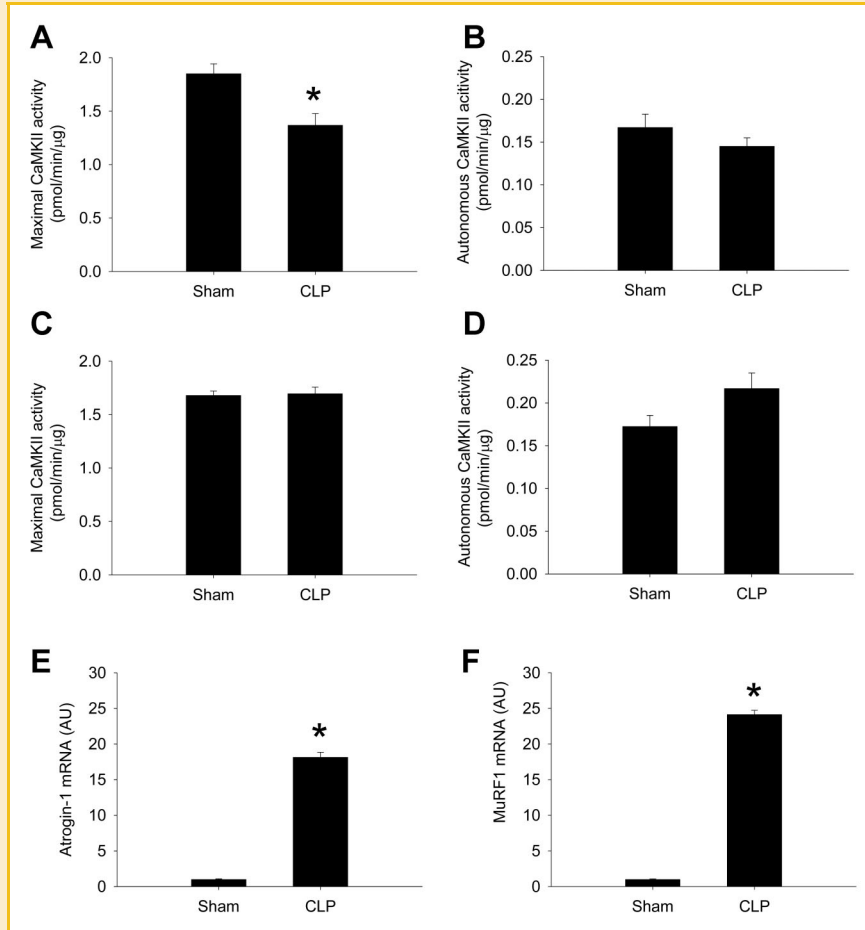 A
Maximal CaMKII activity
(pmol/min/μg)
2.0
1.5
1.0
0.5
0.0
*
Sham
CLP
B
Autonomous CaMKII acitivity
(pmol/min/μg)
0.25
0.20
0.15
0.10
0.05
0.00
Sham
CLP
C
Maximal CaMKII activity
(pmol/min/μg)
2.0
1.5
1.0
0.5
0.0
Sham
CLP
D
Autonomous CaMKII activity
(pmol/min/μg)
0.25
0.20
0.15
0.10
0.05
0.00
Sham
CLP
E
Atrogin-1 mRNA (AU)
30
25
20
15
10
5
0
*
Sham
CLP
F
MuRF1 mRNA (AU)
30
25
20
15
10
5
0
*
Sham
CLP